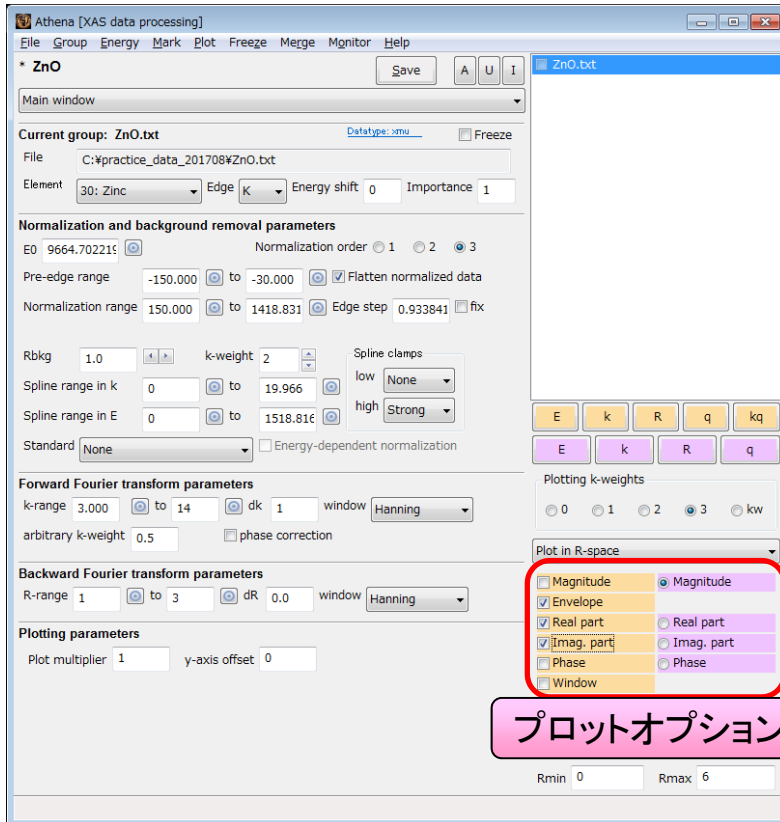 Athena [XAS data processing]
File Group Energy Mark Plot Freeze Merge Monitor Help
* ZnO
Save A U I
ZnO.txt
Main window
Current group: ZnO.txt Datatype: xmu Freeze
File C:¥practice_data_201708¥ZnO.txt
Element 30: Zinc Edge K Energy shift 0 Importance 1
Normalization and background removal parameters
E0 9664.702219 Normalization order 1 2 3
Pre-edge range -150.000 to -30.000 Flatten normalized data
Normalization range 150.000 to 1418.831 Edge step 0.933841 fix
Rbkg 1.0 k-weight 2 Spline clamps
Spline range in k 0 to 19.966 low None
Spline range in E 0 to 1518.816 high Strong
Standard None Energy-dependent normalization
Forward Fourier transform parameters
k-range 3.000 to 14 dk 1 window Hanning
arbitrary k-weight 0.5 phase correction
Backward Fourier transform parameters
R-range 1 to 3 dR 0.0 window Hanning
Plotting parameters
Plot multiplier 1 y-axis offset 0
E k R q kq
E k R q
Plotting k-weights
0 1 2 3 kw
Plot in R-space
Magnitude Magnitude
Envelope
Real part Real part
Imag. part Imag. part
Phase Phase
Window
プロットオプション
Rmin 0 Rmax 6